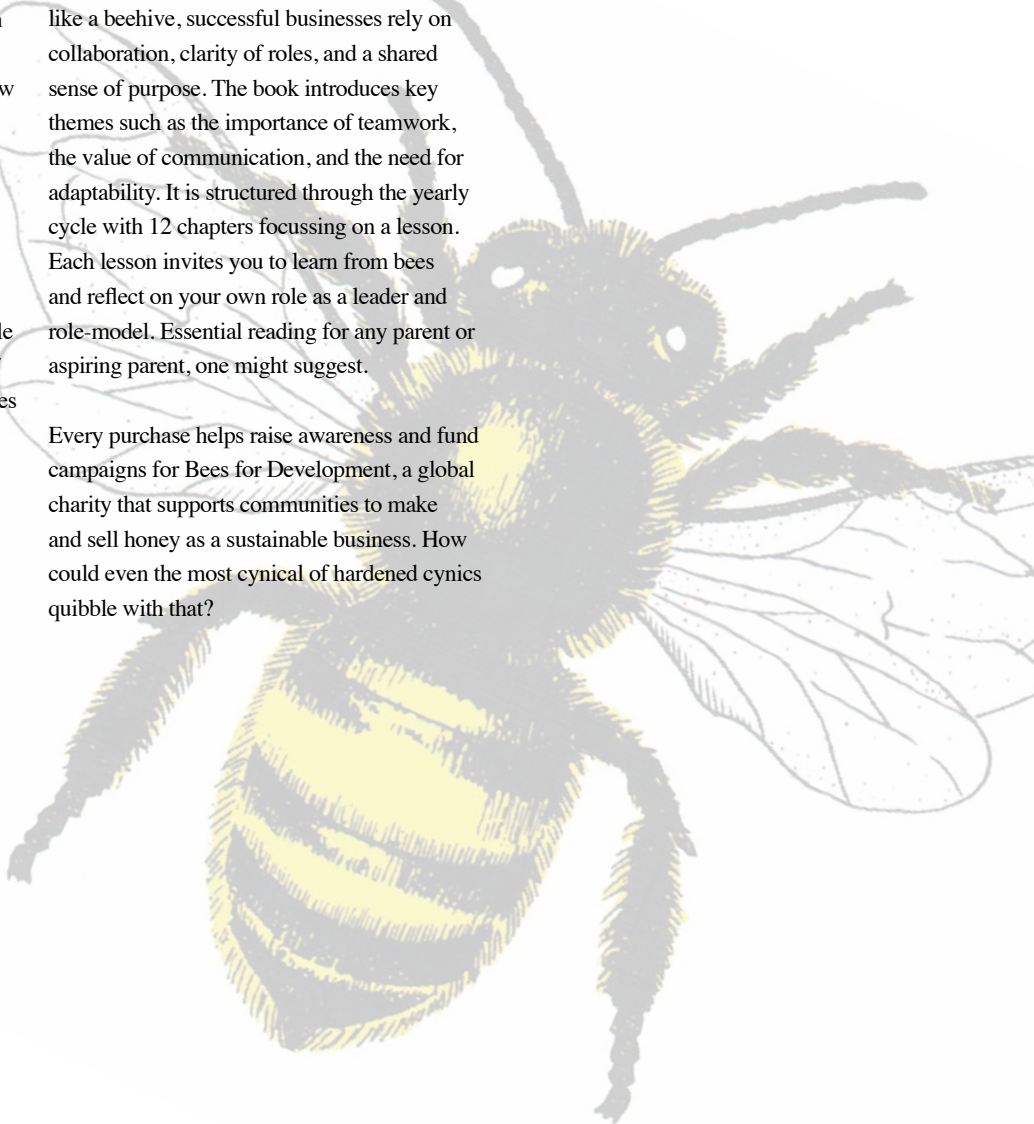 like a beehive, successful businesses rely on
collaboration, clarity of roles, and a shared
sense of purpose. The book introduces key
themes such as the importance of teamwork,
the value of communication, and the need for
adaptability. It is structured through the yearly
cycle with 12 chapters focussing on a lesson.
Each lesson invites you to learn from bees
and reflect on your own role as a leader and
role-model. Essential reading for any parent or
aspiring parent, one might suggest.
Every purchase helps raise awareness and fund
campaigns for Bees for Development, a global
charity that supports communities to make
and sell honey as a sustainable business. How
could even the most cynical of hardened cynics
quibble with that?